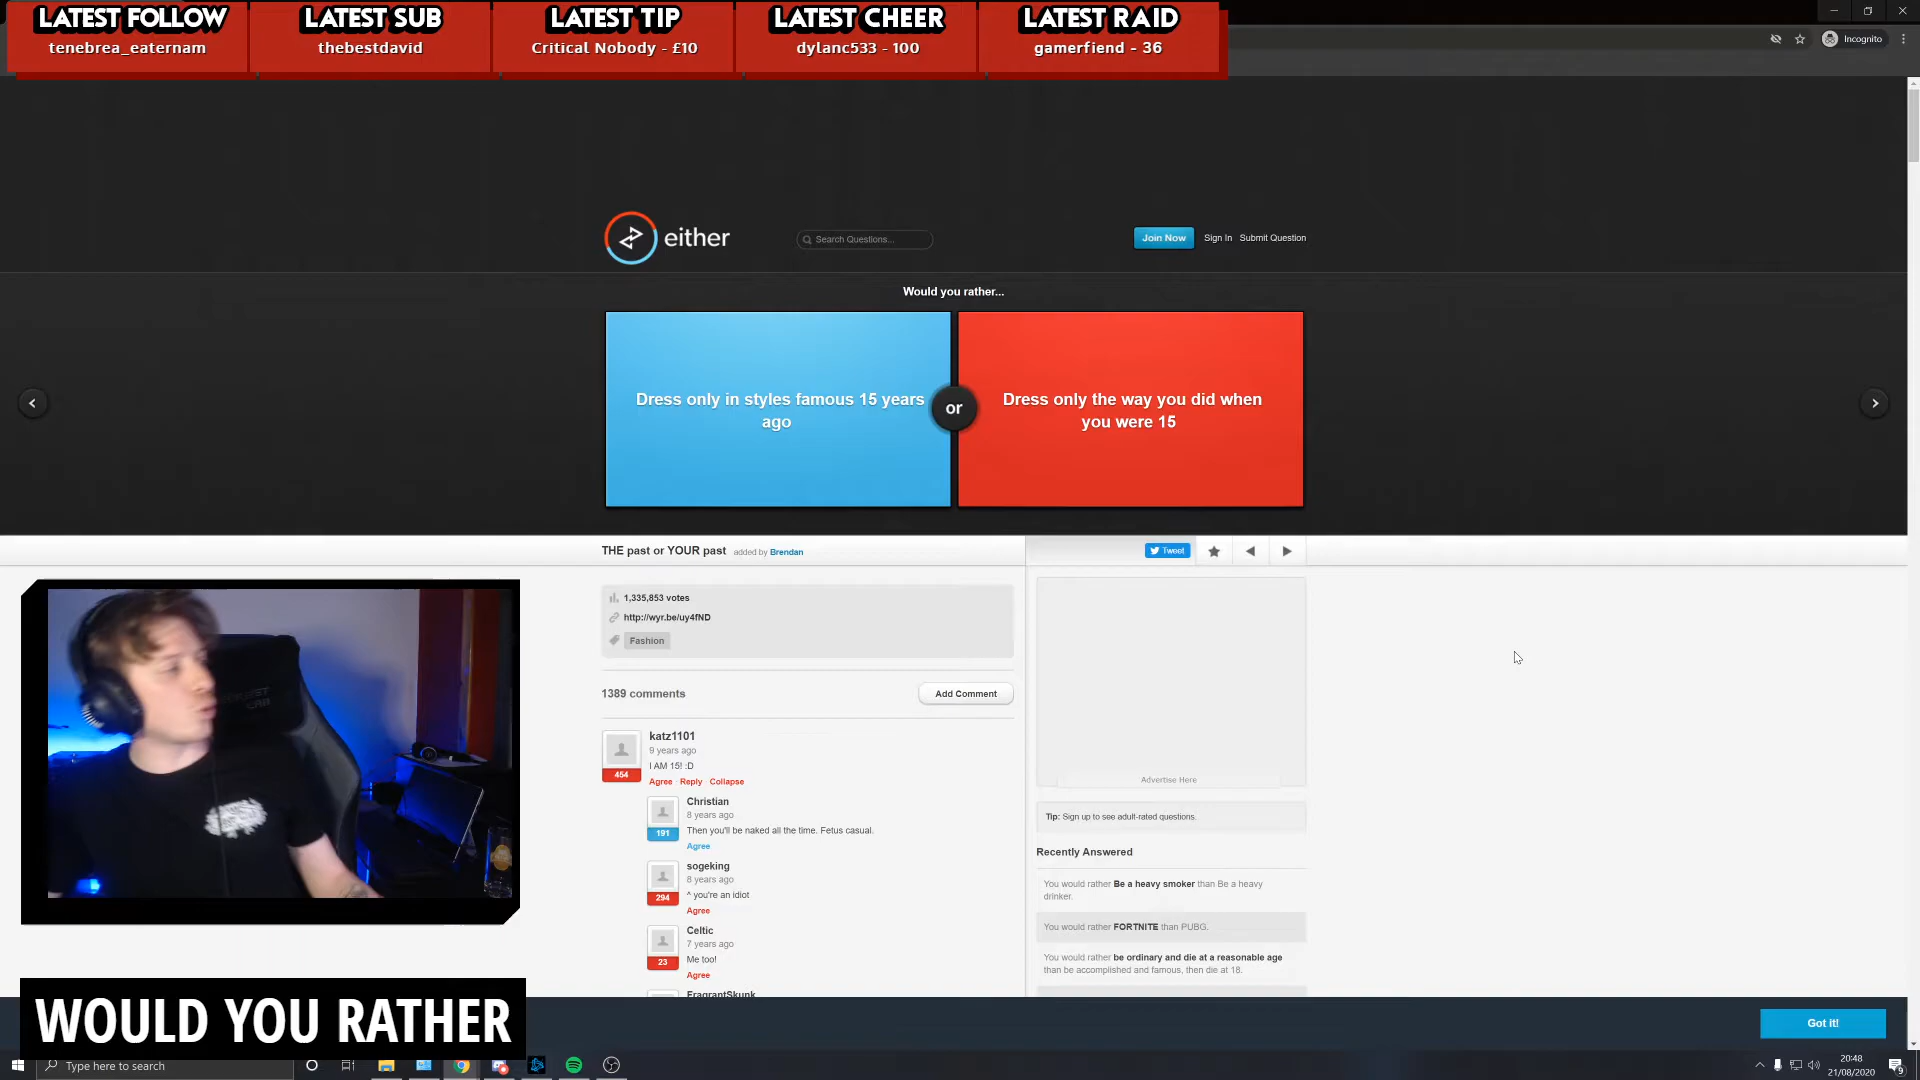 LATEST FOLLOW
tenebrea_eaternam
LATEST SUB
thebestdavid
LATEST TIP
Critical Nobody - £10
LATEST CHEER
dylanc533 - 100
LATEST RAID
gamerfiend - 36
Incognito
either
Search Questions...
Join Now
Sign In
Submit Question
Would you rather...
Dress only in styles famous 15 years
ago
or
Dress only the way you did when
you were 15
THE past or YOUR past added by Brendan
Tweet
1,335,853 votes
http://wyr.be/uy4fND
Fashion
1389 comments
Add Comment
katz1101
9 years ago
I AM 15! :D
454
Agree · Reply · Collapse
Christian
8 years ago
Then you'll be naked all the time. Fetus casual.
191
Agree
sogeking
8 years ago
^ you're an idiot
294
Agree
Celtic
7 years ago
Me too!
23
Agree
FragrantSkunk
Advertise Here
Tip: Sign up to see adult-rated questions.
Recently Answered
You would rather Be a heavy smoker than Be a heavy
drinker.
You would rather FORTNITE than PUBG.
You would rather be ordinary and die at a reasonable age
than be accomplished and famous, then die at 18.
WOULD YOU RATHER
Got it!
Type here to search
20:48
21/08/2020
9